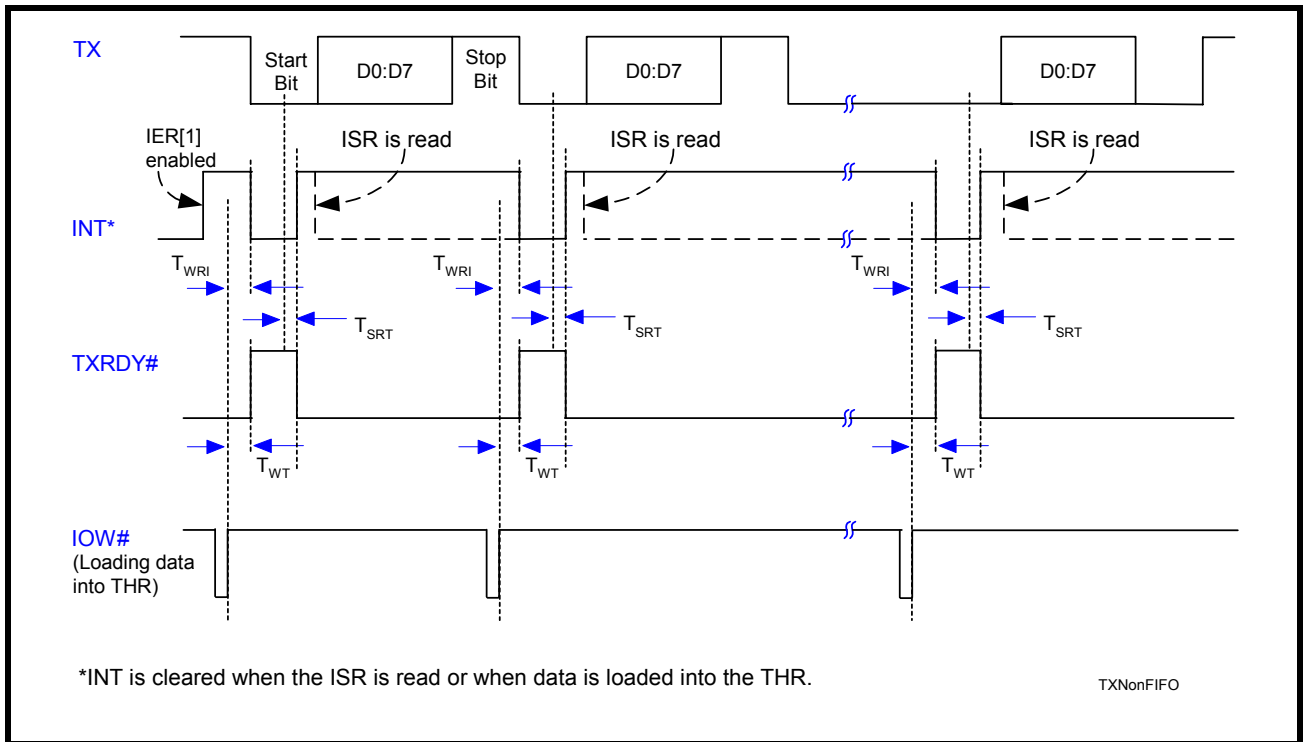 TX
Start
Bit
D0:D7
Stop
Bit
D0:D7
D0:D7
IER[1]
enabled
ISR is read
ISR is read
ISR is read
INT*
TWRI
TWRI
TWRI
TSRT
TSRT
TSRT
TXRDY#
TWT
TWT
TWT
IOW#
(Loading data
into THR)
*INT is cleared when the ISR is read or when data is loaded into the THR.
TXNonFIFO